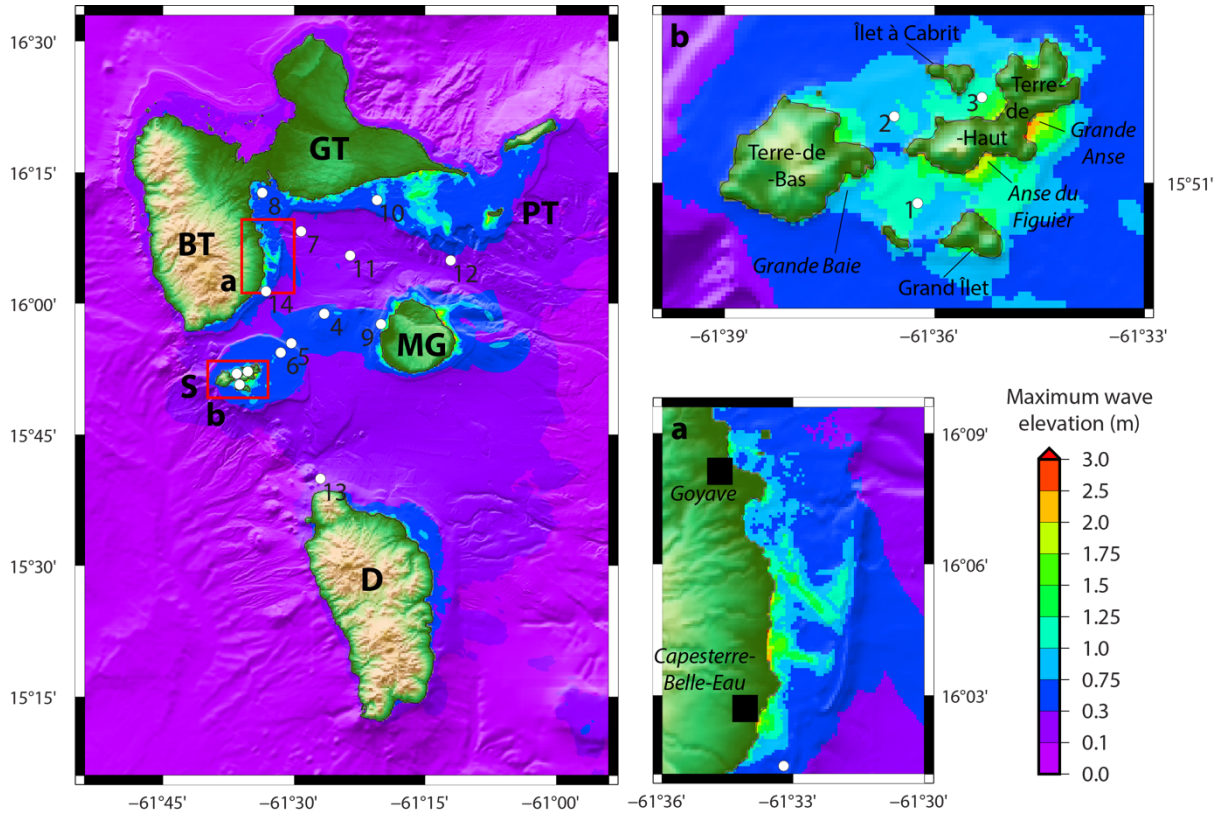 16°30'
16°15'
16°00'
15°45'
15°30'
15°15'
−61°45'
−61°30'
−61°15'
−61°00'
GT
PT
BT
a
MG
S
b
D
8
10
7
11
12
14
4
9
5
6
13
b
Îlet à Cabrit
Terre-
de
-Haut
3
2
Grande
Anse
Terre-de
-Bas
Anse du
Figuier
1
Grande Baie
Grand Îlet
15°51'
−61°39'
−61°36'
−61°33'
a
Goyave
Capesterre-
Belle-Eau
16°09'
16°06'
16°03'
−61°36'
−61°33'
−61°30'
Maximum wave
elevation (m)
3.0
2.5
2.0
1.75
1.5
1.25
1.0
0.75
0.3
0.1
0.0